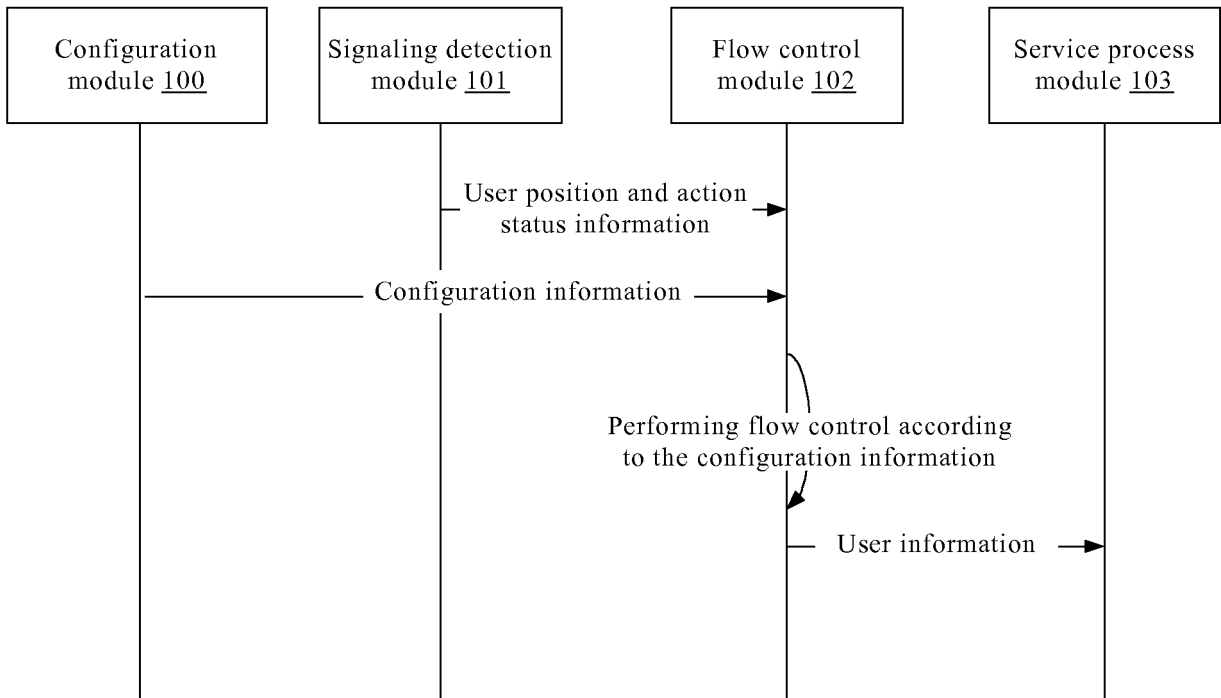 Configuration
module 100
Signaling detection
module 101
Flow control
module 102
Service process
module 103
User position and action
status information
Configuration information
Performing flow control according
to the configuration information
User information